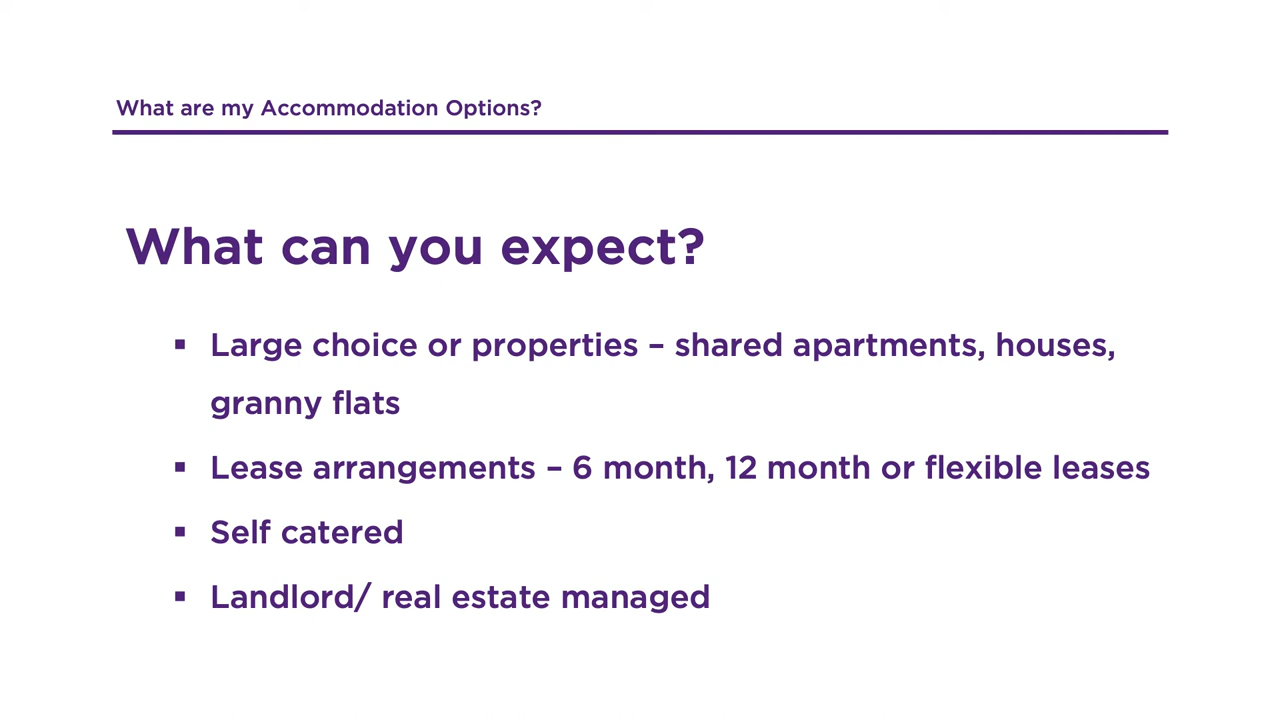 What are my Accommodation Options?
What can you expect?
▪ Large choice or properties – shared apartments, houses,
granny flats
▪ Lease arrangements – 6 month, 12 month or flexible leases
▪ Self catered
▪ Landlord/ real estate managed